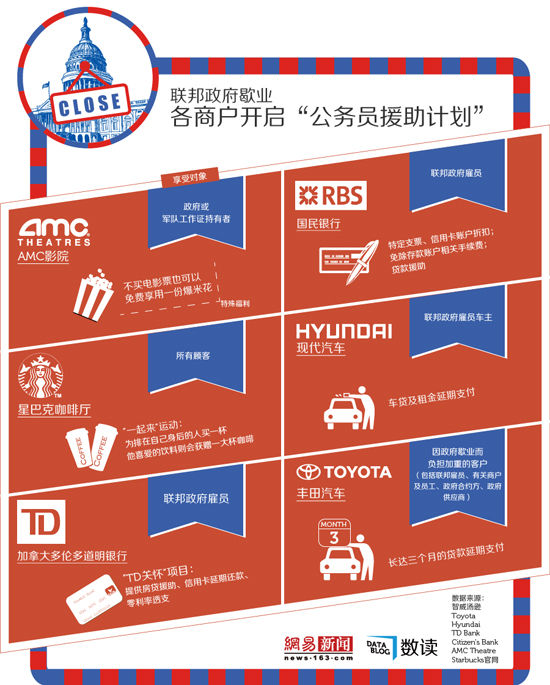 CLOSE
联邦政府歇业
各商户开启“公务员援助计划”
享受对象
政府或
军队工作证持有者
amc
THEATRES
AMC影院
不买电影票也可以
免费享用一份爆米花
特殊福利
联邦政府雇员
RBS
国民银行
特定支票、信用卡账户折扣；
免除存款账户相关手续费；
贷款援助
所有顾客
星巴克咖啡厅
COFFEE
COFFEE
“一起来”运动：
为排在自己身后的人买一杯
他喜爱的饮料则会获赠一大杯咖啡
联邦政府雇员车主
HYUNDAI
现代汽车
车贷及租金延期支付
联邦政府雇员
TD
加拿大多伦多道明银行
“TD关怀”项目：
提供房贷援助、信用卡延期还款、
零利率透支
因政府歇业而
负担加重的客户
（包括联邦雇员、有关商户
及员工、政府合约方、政府
供应商）
TOYOTA
丰田汽车
MONTH
3
长达三个月的贷款延期支付
数据来源：
智威汤逊
Toyota
Hyundai
TD Bank
Citizen's Bank
AMC Theatre
Starbucks官网
網易 新闻
news·163.com
DATA
BLOG
数读